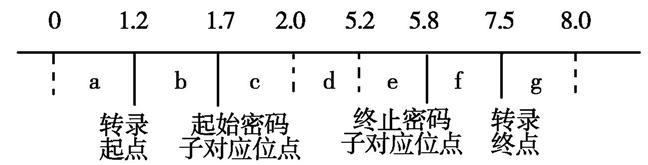 0 1.2 1.7 2.0 5.2 5.8 7.5 8.0
a b c d e f g
转录 起始密码 终止密码 转录
起点 子对应位点 子对应位点 终点